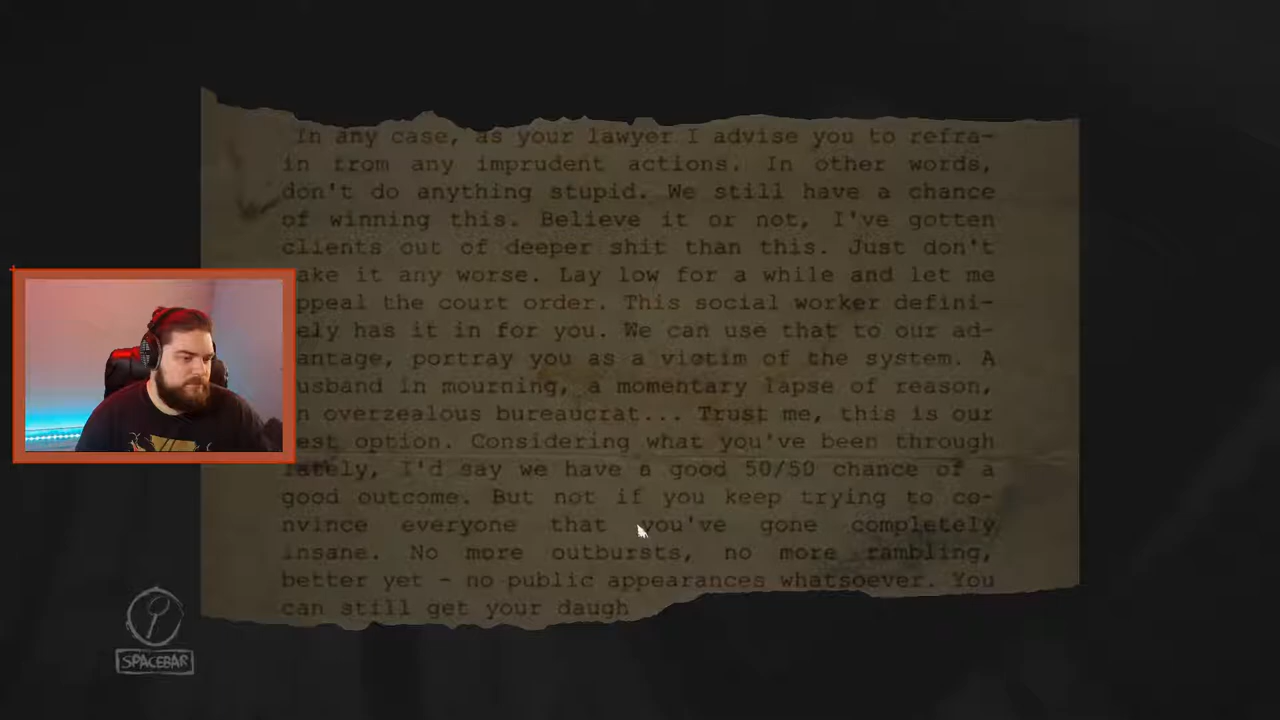 In any case, as your lawyer I advise you to refra-
in from any imprudent actions. In other words,
don't do anything stupid. We still have a chance
of winning this. Believe it or not, I've gotten
clients out of deeper shit than this. Just don't
ake it any worse. Lay low for a while and let me
ppeal the court order. This social worker defini-
ely has it in for you. We can use that to our ad-
antage, portray you as a victim of the system. A
usband in mourning, a momentary lapse of reason,
n overzealous bureaucrat... Trust me, this is our
est option. Considering what you've been through
lately, I'd say we have a good 50/50 chance of a
good outcome. But not if you keep trying to co-
nvince everyone that you've gone completely
insane. No more outbursts, no more rambling,
better yet - no public appearances whatsoever. You
can still get your daugh
SPACEBAR